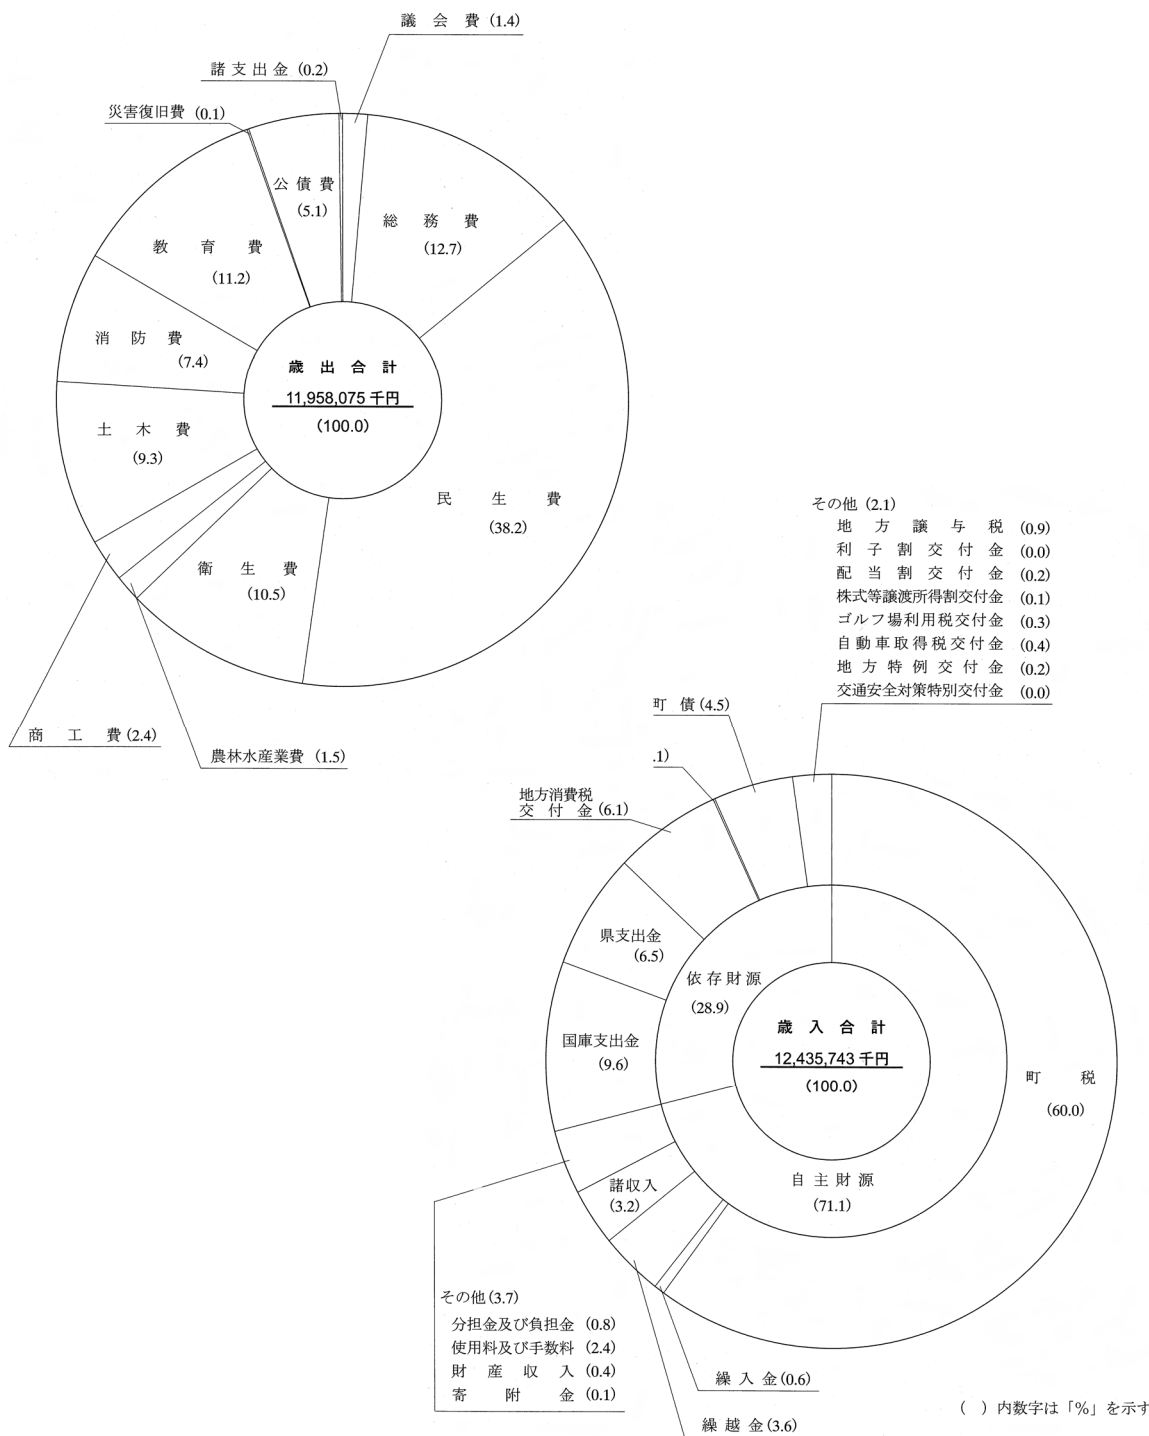 議会費 (1.4)
諸支出金 (0.2)
災害復旧費 (0.1)
公債費
(5.1)
総務費
(12.7)
教育費
(11.2)
消防費
(7.4)
歳出合計
11,958,075 千円
(100.0)
土木費
(9.3)
民生費
(38.2)
衛生費
(10.5)
商工費 (2.4)
農林水産業費 (1.5)
その他 (2.1)
地方譲与税 (0.9)
利子割交付金 (0.0)
配当割交付金 (0.2)
株式等譲渡所得割交付金 (0.1)
ゴルフ場利用税交付金 (0.3)
自動車取得税交付金 (0.4)
地方特例交付金 (0.2)
交通安全対策特別交付金 (0.0)
町債 (4.5)
.1)
地方消費税
交付金 (6.1)
県支出金
(6.5)
依存財源
(28.9)
国庫支出金
(9.6)
歳入合計
12,435,743 千円
(100.0)
町税
(60.0)
自主財源
(71.1)
諸収入
(3.2)
その他 (3.7)
分担金及び負担金 (0.8)
使用料及び手数料 (2.4)
財産収入 (0.4)
寄附金 (0.1)
繰入金 (0.6)
繰越金 (3.6)
( ) 内数字は「%」を示す